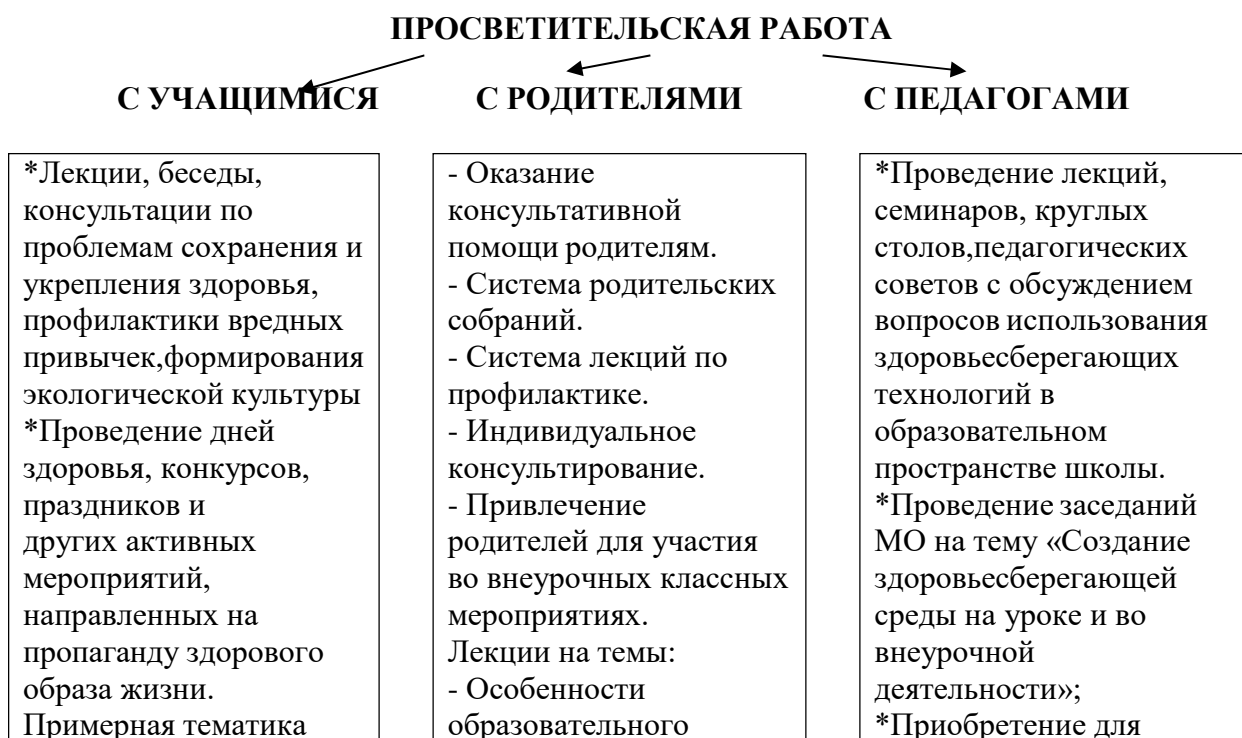 ПРОСВЕТИТЕЛЬСКАЯ РАБОТА
С УЧАЩИМИСЯ
С РОДИТЕЛЯМИ
С ПЕДАГОГАМИ
*Лекции, беседы,
консультации по
проблемам сохранения и
укрепления здоровья,
профилактики вредных
привычек,формирования
экологической культуры
*Проведение дней
здоровья, конкурсов,
праздников и
других активных
мероприятий,
направленных на
пропаганду здорового
образа жизни.
Примерная тематика
- Оказание
консультативной
помощи родителям.
- Система родительских
собраний.
- Система лекций по
профилактике.
- Индивидуальное
консультирование.
- Привлечение
родителей для участия
во внеурочных классных
мероприятиях.
Лекции на темы:
- Особенности
образовательного
*Проведение лекций,
семинаров, круглых
столов,педагогических
советов с обсуждением
вопросов использования
здоровьесберегающих
технологий в
образовательном
пространстве школы.
*Проведение заседаний
МО на тему «Создание
здоровьесберегающей
среды на уроке и во
внеурочной
деятельности»;
*Приобретение для